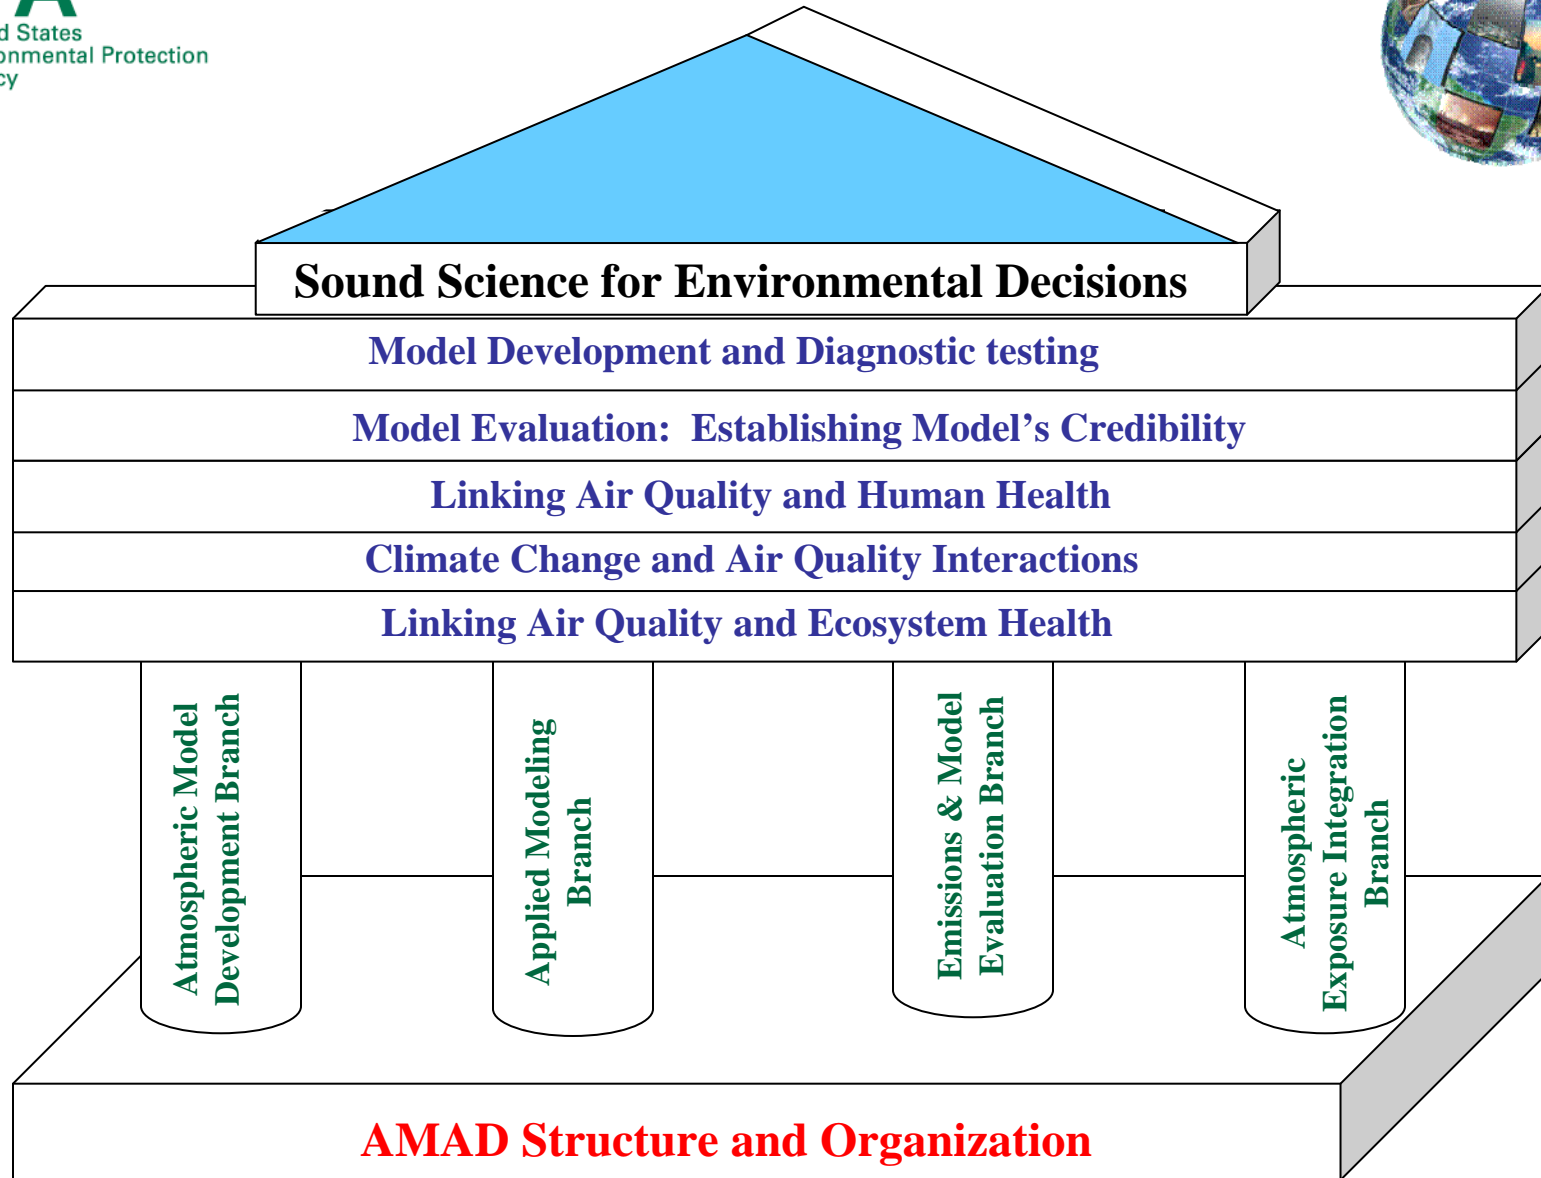 d States
onmental Protection
cy
Sound Science for Environmental Decisions
Model Development and Diagnostic testing
Model Evaluation:  Establishing Model’s Credibility
Linking Air Quality and Human Health
Climate Change and Air Quality Interactions
Linking Air Quality and Ecosystem Health
Atmospheric Model
Development Branch
Applied Modeling
Branch
Emissions & Model
Evaluation Branch
Atmospheric
Exposure Integration
Branch
AMAD Structure and Organization